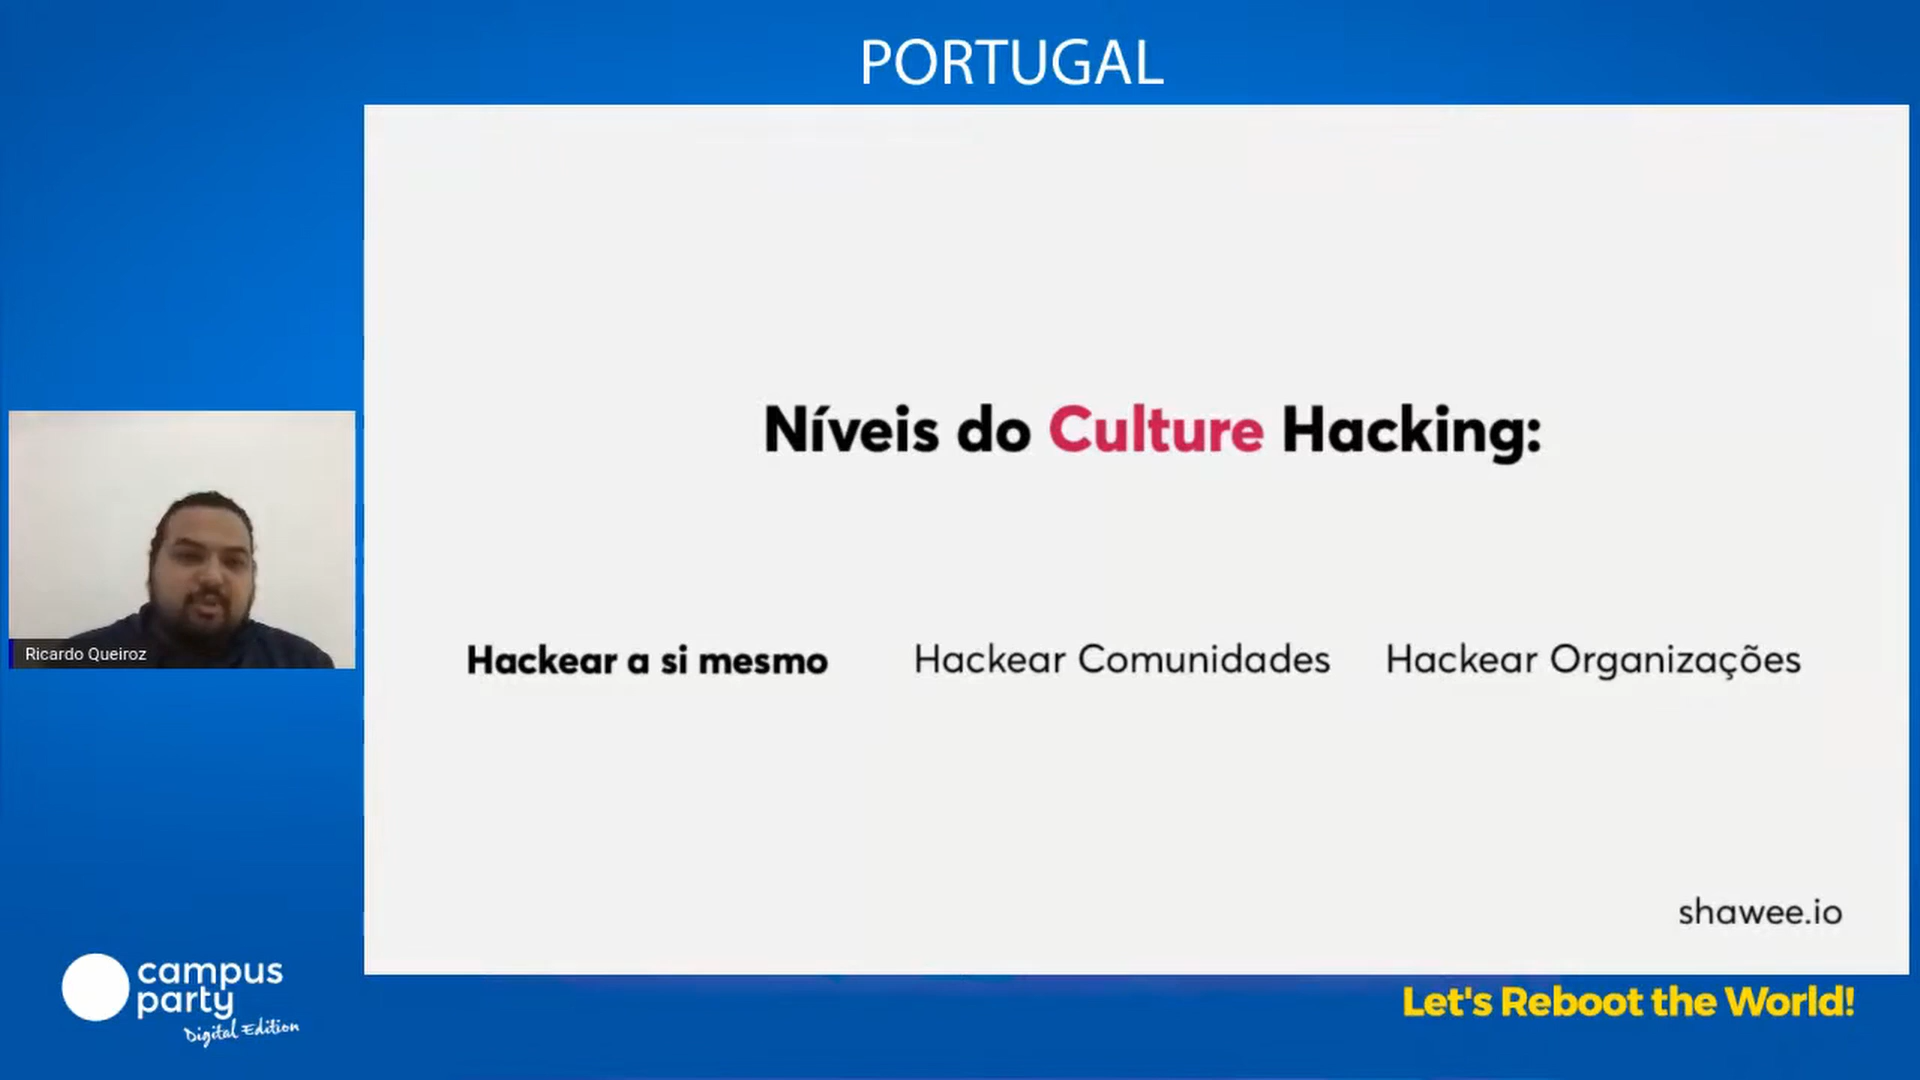 PORTUGAL
Níveis do Culture Hacking:
Hackear a si mesmo
Hackear Comunidades
Hackear Organizações
Ricardo Queiroz
shawee.io
campus
party
Digital Edition
Let's Reboot the World!